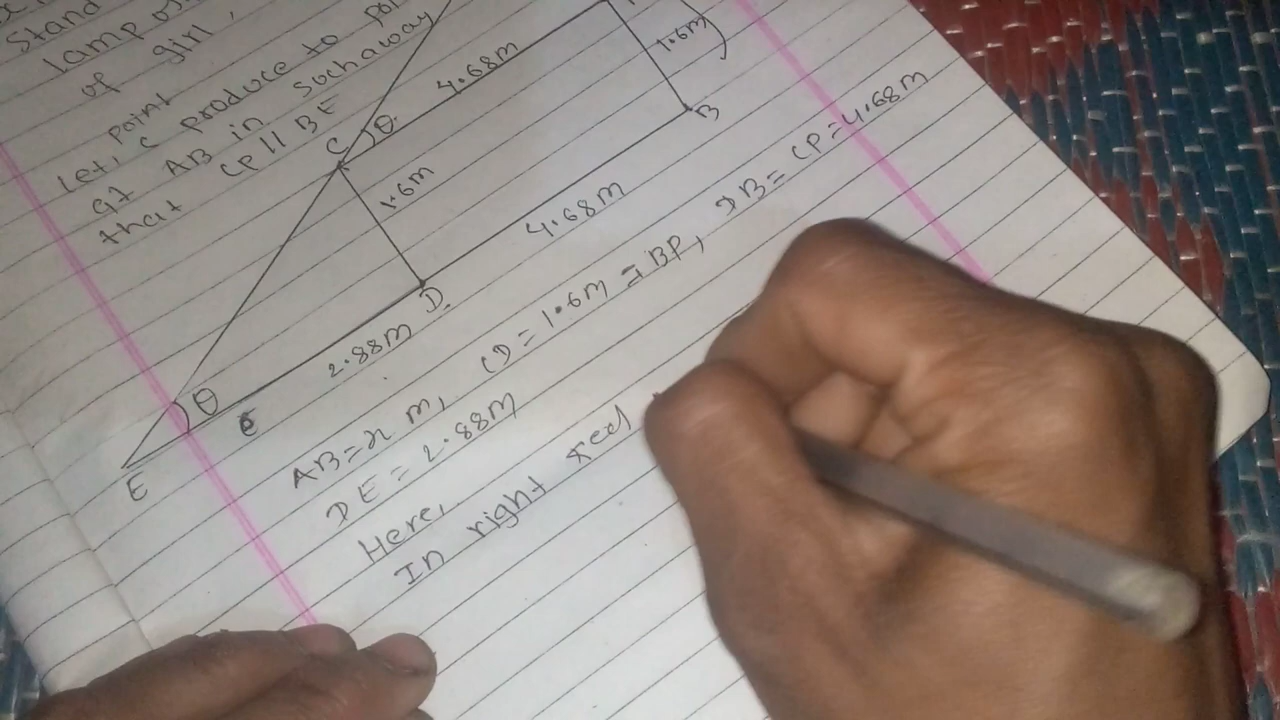 Stand
lamp
of girl,
Let, point
C produce to
at AB in such away
that CP || BE
4.68m
1.6m
C
θ
B
1.6m
4.68m
D
2.88m
θ
E
AB = x m, CD = 1.6m = BP, DB = CP = 4.68m
DE = 2.88m
Here,
In right